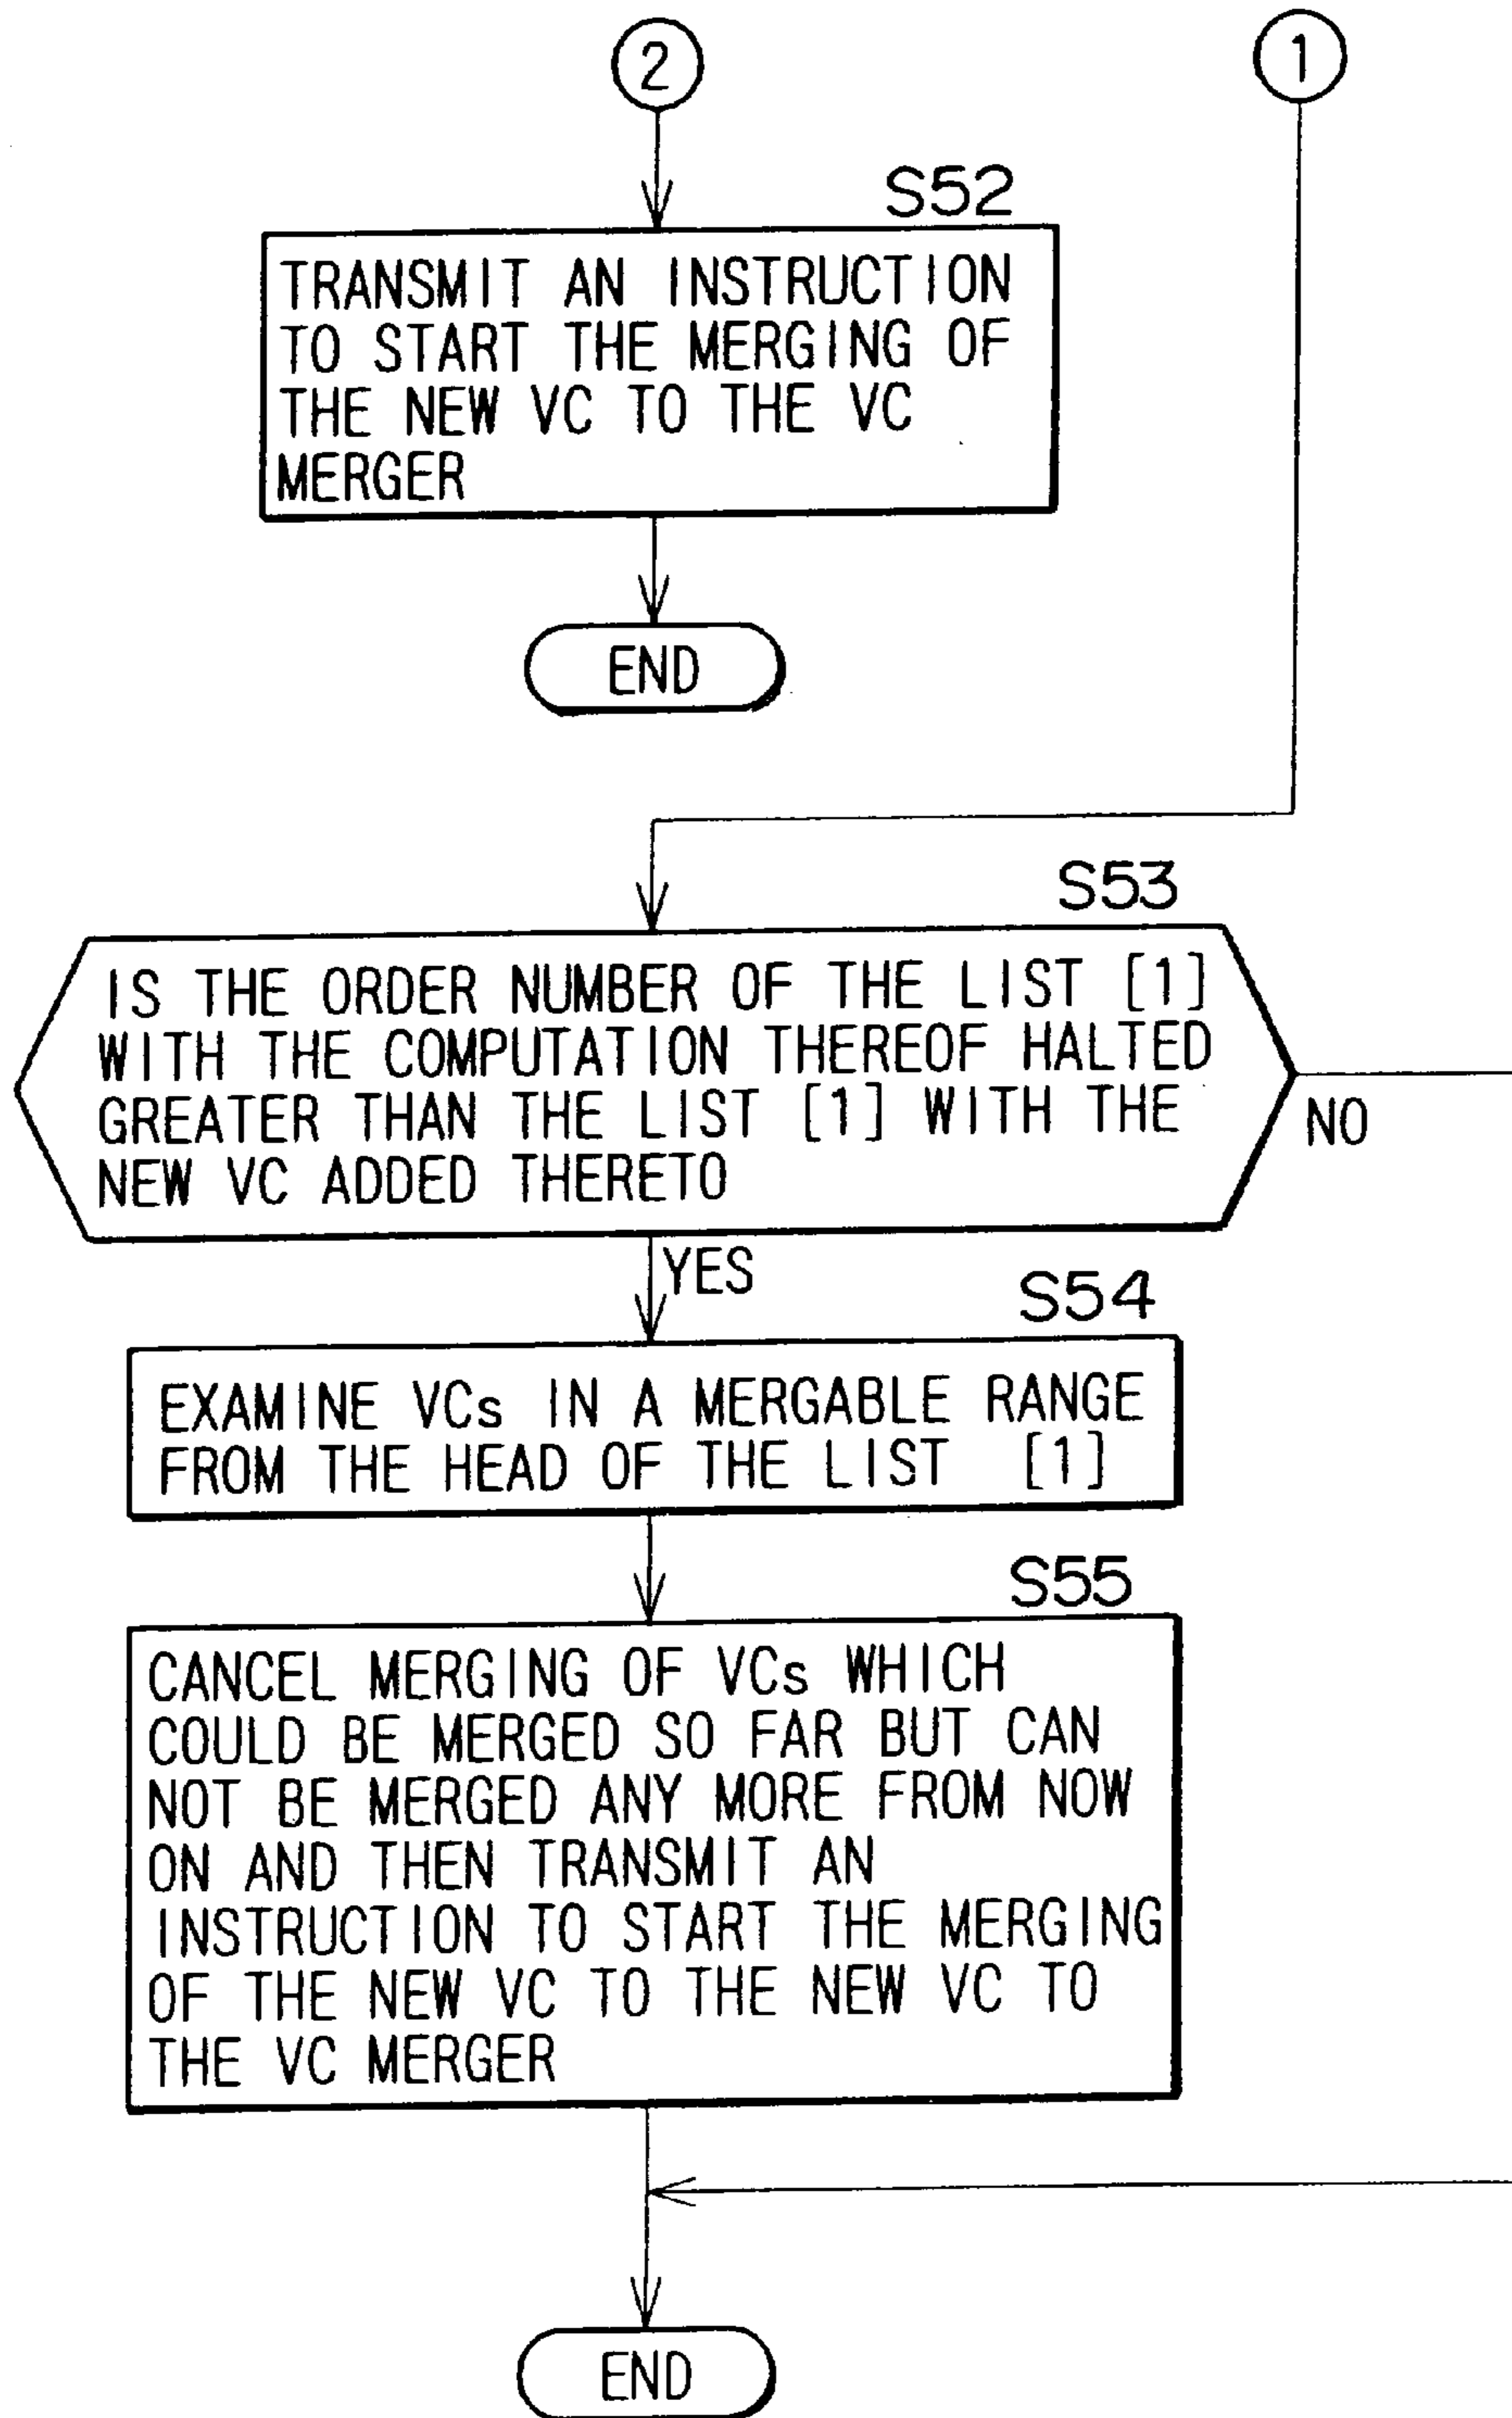 2
1
S52
TRANSMIT AN INSTRUCTION
TO START THE MERGING OF
THE NEW VC TO THE VC
MERGER
END
S53
IS THE ORDER NUMBER OF THE LIST [1]
WITH THE COMPUTATION THEREOF HALTED
GREATER THAN THE LIST [1] WITH THE
NEW VC ADDED THERETO
NO
YES
S54
EXAMINE VCs IN A MERGABLE RANGE
FROM THE HEAD OF THE LIST [1]
S55
CANCEL MERGING OF VCs WHICH
COULD BE MERGED SO FAR BUT CAN
NOT BE MERGED ANY MORE FROM NOW
ON AND THEN TRANSMIT AN
INSTRUCTION TO START THE MERGING
OF THE NEW VC TO THE NEW VC TO
THE VC MERGER
END